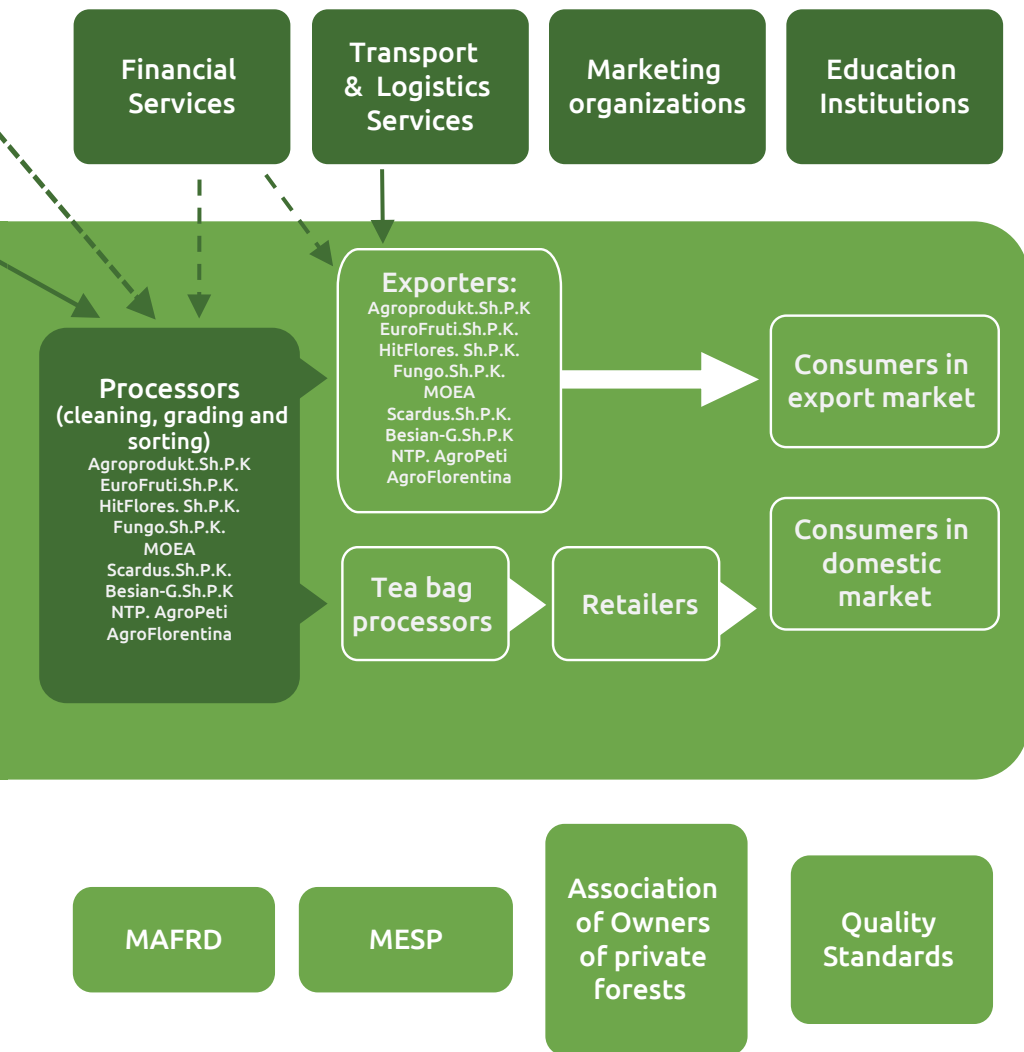 Financial
Services
Transport
& Logistics
Services
Marketing
organizations
Education
Institutions
Processors
(cleaning, grading and
sorting)
Agroprodukt.Sh.P.K
EuroFruti.Sh.P.K.
HitFlores. Sh.P.K.
Fungo.Sh.P.K.
MOEA
Scardus.Sh.P.K.
Besian-G.Sh.P.K
NTP. AgroPeti
AgroFlorentina
Exporters:
Agroprodukt.Sh.P.K
EuroFruti.Sh.P.K.
HitFlores. Sh.P.K.
Fungo.Sh.P.K.
MOEA
Scardus.Sh.P.K.
Besian-G.Sh.P.K
NTP. AgroPeti
AgroFlorentina
Consumers in
export market
Tea bag
processors
Retailers
Consumers in
domestic
market
MAFRD
MESP
Association
of Owners
of private
forests
Quality
Standards